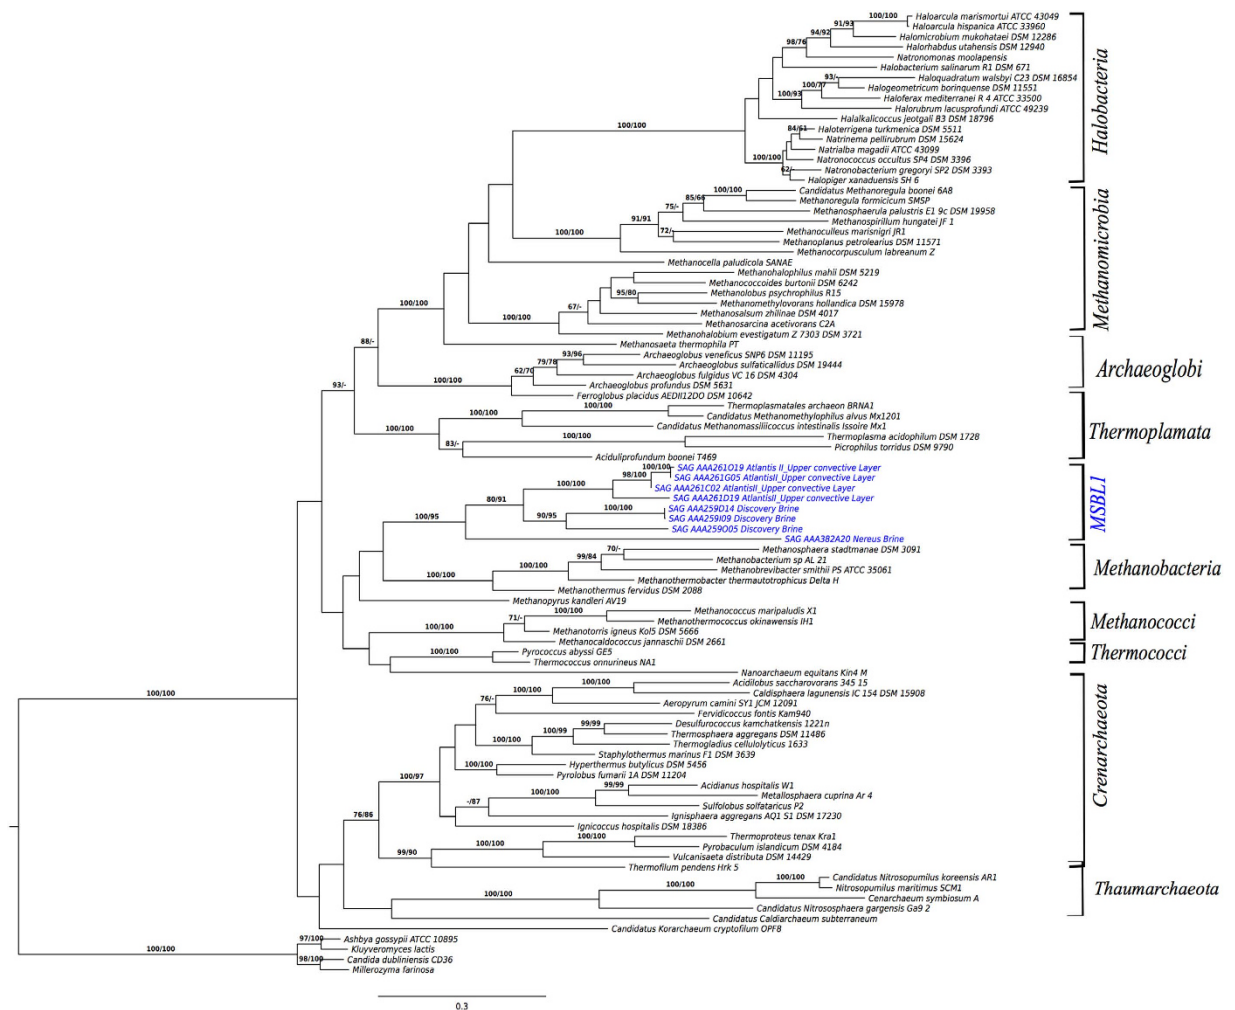 100/100
Haloarcula marismortui ATCC 43049
91/93
Haloarcula hispanica ATCC 33960
94/92
Halomicrobium mukohataei DSM 12286
98/76
Halorhabdus utahensis DSM 12940
Natronomonas moolapensis
Halobacterium salinarum R1 DSM 671
93/-
Haloquadratum walsbyi C23 DSM 16854
100/77
Halogeometricum borinquense DSM 11551
100/93
Haloferax mediterranei R 4 ATCC 33500
Halorubrum lacusprofundi ATCC 49239
Halalkalicoccus jeotgali B3 DSM 18796
100/100
84/61
Haloterrigena turkmenica DSM 5511
Natrinema pellirubrum DSM 15624
Natrialba magadii ATCC 43099
100/100
Natronococcus occultus SP4 DSM 3396
62/-
Natronobacterium gregoryi SP2 DSM 3393
Halopiger xanaduensis SH 6
Halobacteria
100/100
Candidatus Methanoregula boonei 6A8
85/66
Methanoregula formicicum SMSP
75/-
Methanosphaerula palustris E1 9c DSM 19958
91/91
Methanospirillum hungatei JF 1
72/-
Methanoculleus marisnigri JR1
100/100
Methanoplanus petrolearius DSM 11571
Methanocorpusculum labreanum Z
Methanocella paludicola SANAE
Methanohalophilus mahii DSM 5219
Methanococcoides burtonii DSM 6242
95/80
Methanolobus psychrophilus R15
Methanomethylovorans hollandica DSM 15978
100/100
67/-
Methanosalsum zhilinae DSM 4017
100/100
Methanosarcina acetivorans C2A
Methanohalobium evestigatum Z 7303 DSM 3721
Methanosaeta thermophila PT
Methanomicrobia
88/-
93/96
Archaeoglobus veneficus SNP6 DSM 11195
79/78
Archaeoglobus sulfaticallidus DSM 19444
62/70
Archaeoglobus fulgidus VC 16 DSM 4304
100/100
Archaeoglobus profundus DSM 5631
93/-
Ferroglobus placidus AEDII12DO DSM 10642
Archaeoglobi
100/100
Thermoplasmatales archaeon BRNA1
100/100
Candidatus Methanomethylophilus alvus Mx1201
Candidatus Methanomassiliicoccus intestinalis Issoire Mx1
100/100
Thermoplasma acidophilum DSM 1728
83/-
Picrophilus torridus DSM 9790
Aciduliprofundum boonei T469
Thermoplamata
100/100
SAG AAA261O19 Atlantis II_Upper convective Layer
98/100
SAG AAA261G05 AtlantisII_Upper convective Layer
100/100
SAG AAA261C02 AtlantisII_Upper convective Layer
80/91
SAG AAA261D19 AtlantisII_Upper convective Layer
100/100
SAG AAA259D14 Discovery Brine
90/95
SAG AAA259I09 Discovery Brine
100/95
SAG AAA259O05 Discovery Brine
SAG AAA382A20 Nereus Brine
MSBL1
70/-
Methanosphaera stadtmanae DSM 3091
99/84
Methanobacterium sp AL 21
Methanobrevibacter smithii PS ATCC 35061
100/100
Methanothermobacter thermautotrophicus Delta H
Methanothermus fervidus DSM 2088
Methanobacteria
Methanopyrus kandleri AV19
100/100
Methanococcus maripaludis X1
71/-
Methanothermococcus okinawensis IH1
100/100
Methanotorris igneus Kol5 DSM 5666
Methanocaldococcus jannaschii DSM 2661
Methanococci
100/100
Pyrococcus abyssi GE5
Thermococcus onnurineus NA1
Thermococci
Nanoarchaeum equitans Kin4 M
100/100
Acidilobus saccharovorans 345 15
100/100
76/-
Caldisphaera lagunensis IC 154 DSM 15908
100/100
Aeropyrum camini SY1 JCM 12091
Fervidicoccus fontis Kam940
99/99
Desulfurococcus kamchatkensis 1221n
100/99
Thermosphaera aggregans DSM 11486
100/100
Thermogladius cellulolyticus 1633
Staphylothermus marinus F1 DSM 3639
100/100
Hyperthermus butylicus DSM 5456
100/97
Pyrolobus fumarii 1A DSM 11204
99/99
Acidianus hospitalis W1
100/100
Metallosphaera cuprina Ar 4
-/87
Sulfolobus solfataricus P2
Ignisphaera aggregans AQ1 S1 DSM 17230
76/86
Ignicoccus hospitalis DSM 18386
100/100
Thermoproteus tenax Kra1
100/100
Pyrobaculum islandicum DSM 4184
99/90
Vulcanisaeta distributa DSM 14429
Thermofilum pendens Hrk 5
Crenarchaeota
100/100
Candidatus Nitrosopumilus koreensis AR1
100/100
Nitrosopumilus maritimus SCM1
100/100
Cenarchaeum symbiosum A
Candidatus Nitrososphaera gargensis Ga9 2
Candidatus Caldiarchaeum subterraneum
Thaumarchaeota
Candidatus Korarchaeum cryptofilum OPF8
97/100
Ashbya gossypii ATCC 10895
100/100
Kluyveromyces lactis
98/100
Candida dubliniensis CD36
Millerozyma farinosa
0.3